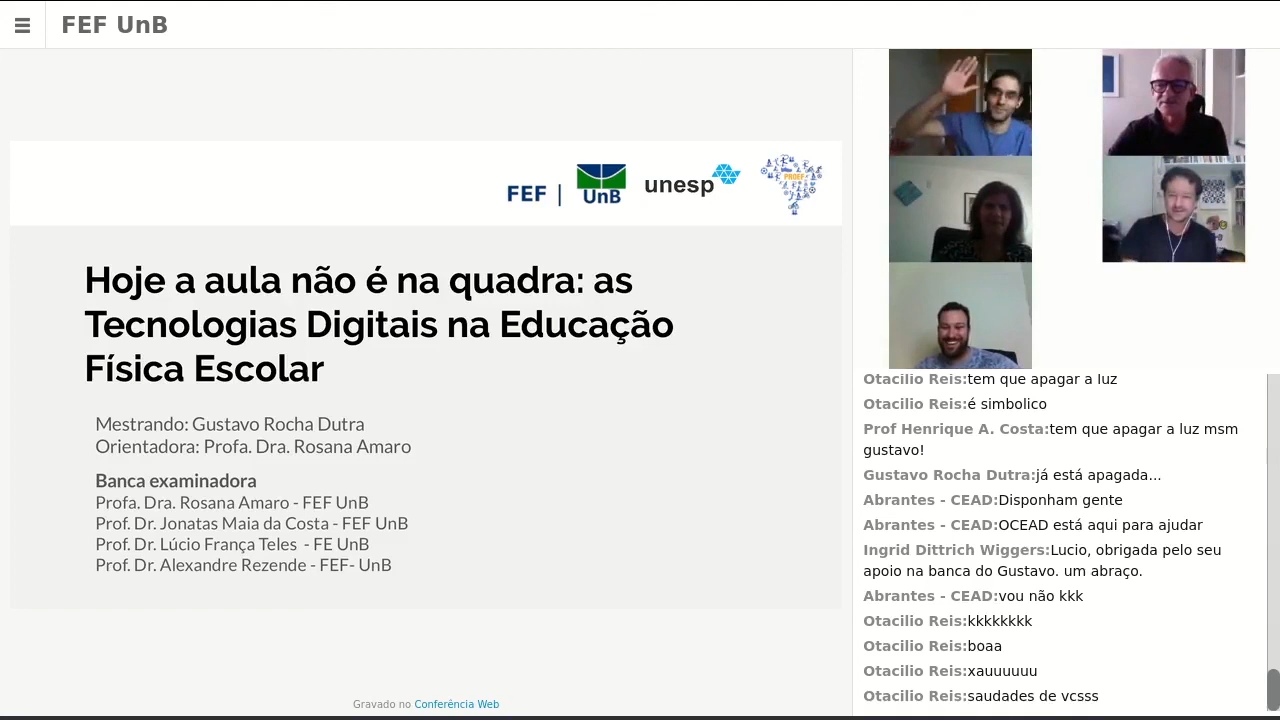 FEF UnB
FEF |
UnB
unesp
PROEF
Hoje a aula não é na quadra: as
Tecnologias Digitais na Educação
Física Escolar
Mestrando: Gustavo Rocha Dutra
Orientadora: Profa. Dra. Rosana Amaro
Banca examinadora
Profa. Dra. Rosana Amaro - FEF UnB
Prof. Dr. Jonatas Maia da Costa - FEF UnB
Prof. Dr. Lúcio França Teles - FE UnB
Prof. Dr. Alexandre Rezende - FEF- UnB
Gravado no Conferência Web
Otacilio Reis:tem que apagar a luz
Otacilio Reis:é simbolico
Prof Henrique A. Costa:tem que apagar a luz msm
gustavo!
Gustavo Rocha Dutra:já está apagada...
Abrantes - CEAD:Disponham gente
Abrantes - CEAD:OCEAD está aqui para ajudar
Ingrid Dittrich Wiggers:Lucio, obrigada pelo seu
apoio na banca do Gustavo. um abraço.
Abrantes - CEAD:vou não kkk
Otacilio Reis:kkkkkkkk
Otacilio Reis:boaa
Otacilio Reis:xauuuuuu
Otacilio Reis:saudades de vcsss